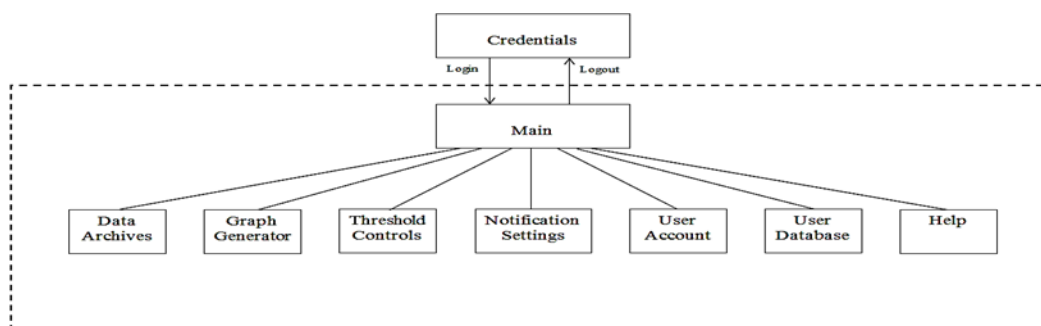 Credentials
Login
Logout
Main
Data
Archives
Graph
Generator
Threshold
Controls
Notification
Settings
User
Account
User
Database
Help